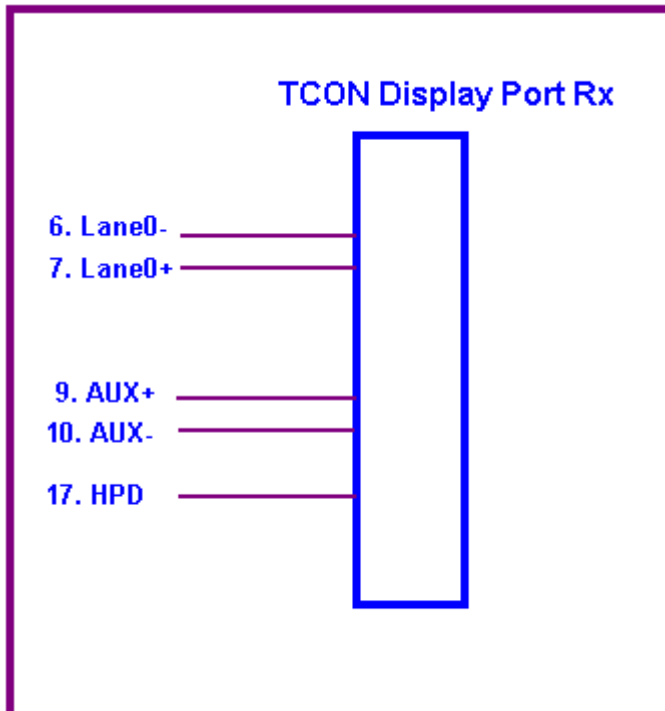 TCON Display Port Rx
6. Lane0-
7. Lane0+
9. AUX+
10. AUX-
17. HPD